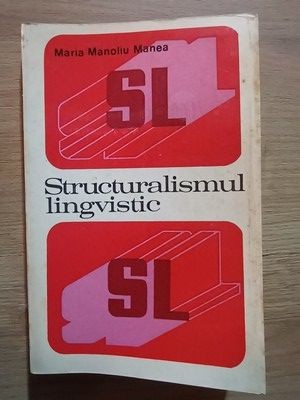 Maria Manoliu Manea
SL
Structuralismul
lingvistic
SL